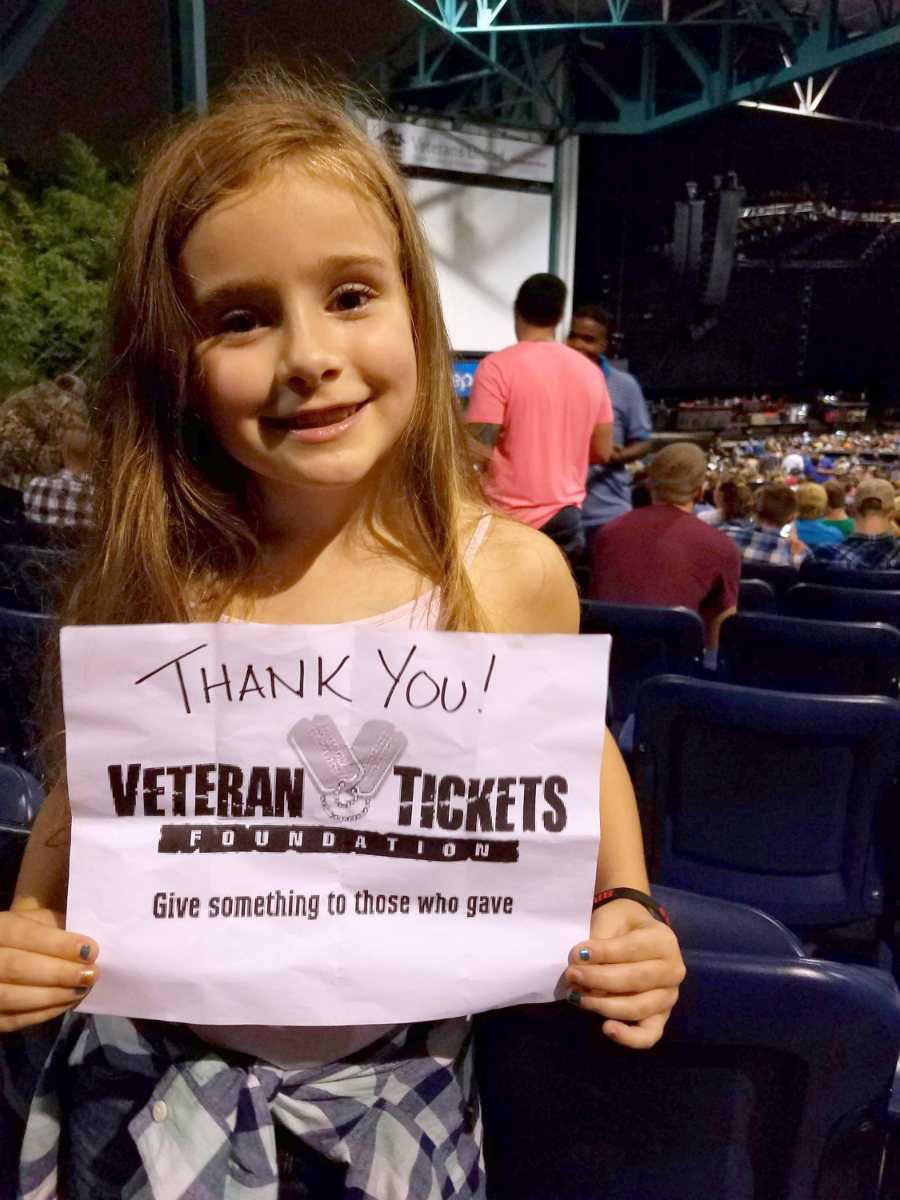 THANK YOU!
VETERAN TICKETS
FOUNDATION
Give something to those who gave